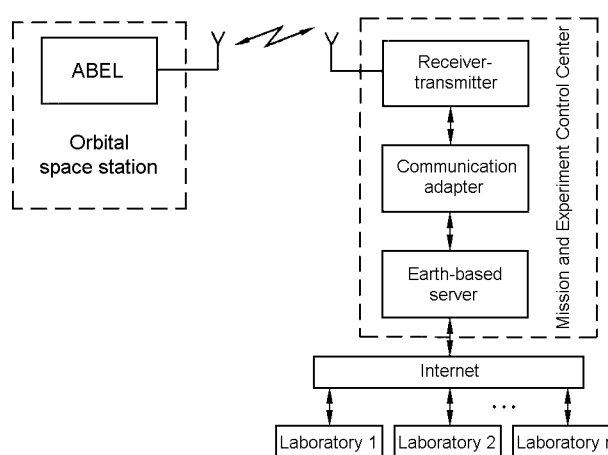 ABEL
Orbital
space station
Receiver-
transmitter
Communication
adapter
Earth-based
server
Mission and Experiment Control Center
Internet
...
Laboratory 1
Laboratory 2
Laboratory n